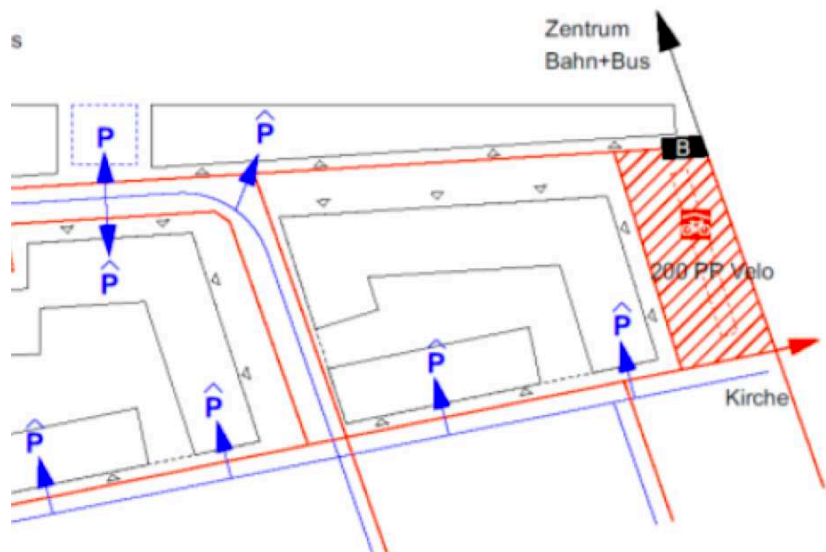 s
Zentrum
Bahn+Bus
P
P̂
B
P̂
200 PP Velo
P̂
P̂
Kirche
P̂
P̂